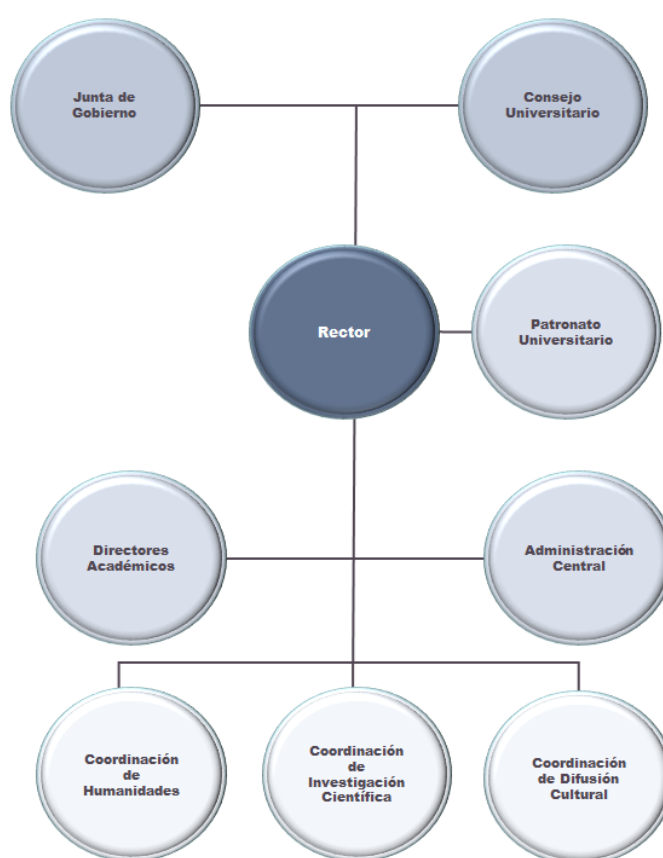 Junta de
Gobierno
Consejo
Universitario
Rector
Patronato
Universitario
Directores
Académicos
Administración
Central
Coordinación
de
Humanidades
Coordinación
de
Investigación
Científica
Coordinación
de Difusión
Cultural